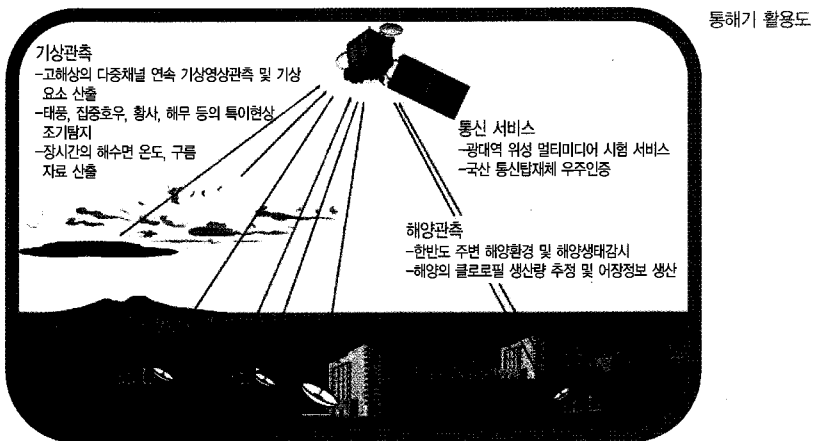 통해기 활용도
기상관측
-고해상의 다중채널 연속 기상영상관측 및 기상
요소 산출
-태풍, 집중호우, 황사, 해무 등의 특이현상
조기탐지
-장시간의 해수면 온도, 구름
자료 산출
통신 서비스
-광대역 위성 멀티미디어 시험 서비스
-국산 통신탑재체 우주인증
해양관측
-한반도 주변 해양환경 및 해양생태감시
-해양의 클로로필 생산량 추정 및 어장정보 생산